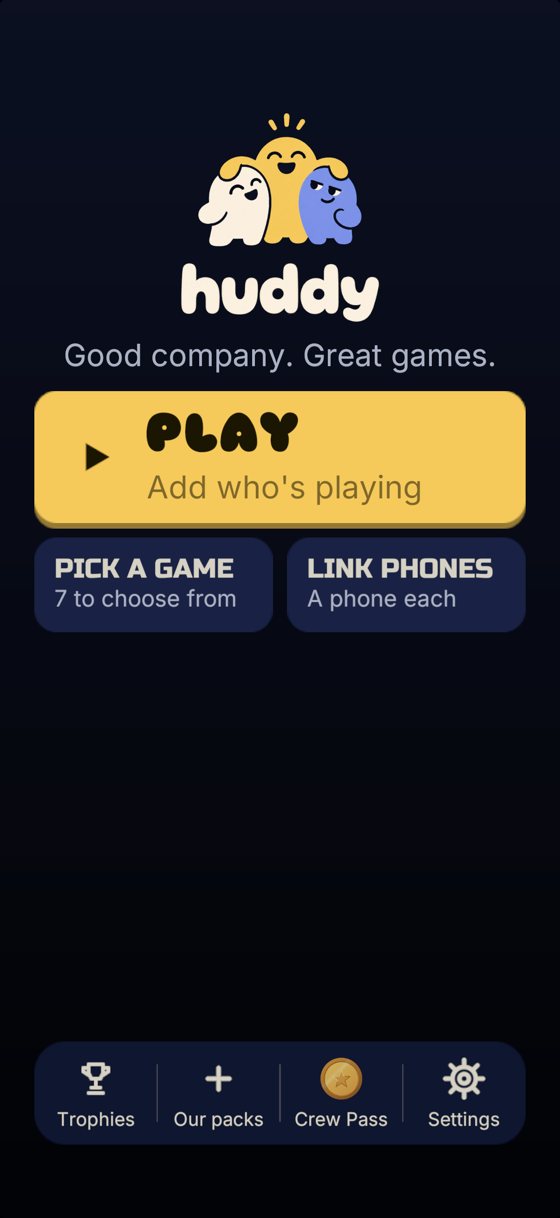 huddy
Good company. Great games.
PLAY
Add who's playing
PICK A GAME
7 to choose from
LINK PHONES
A phone each
Trophies
Our packs
Crew Pass
Settings